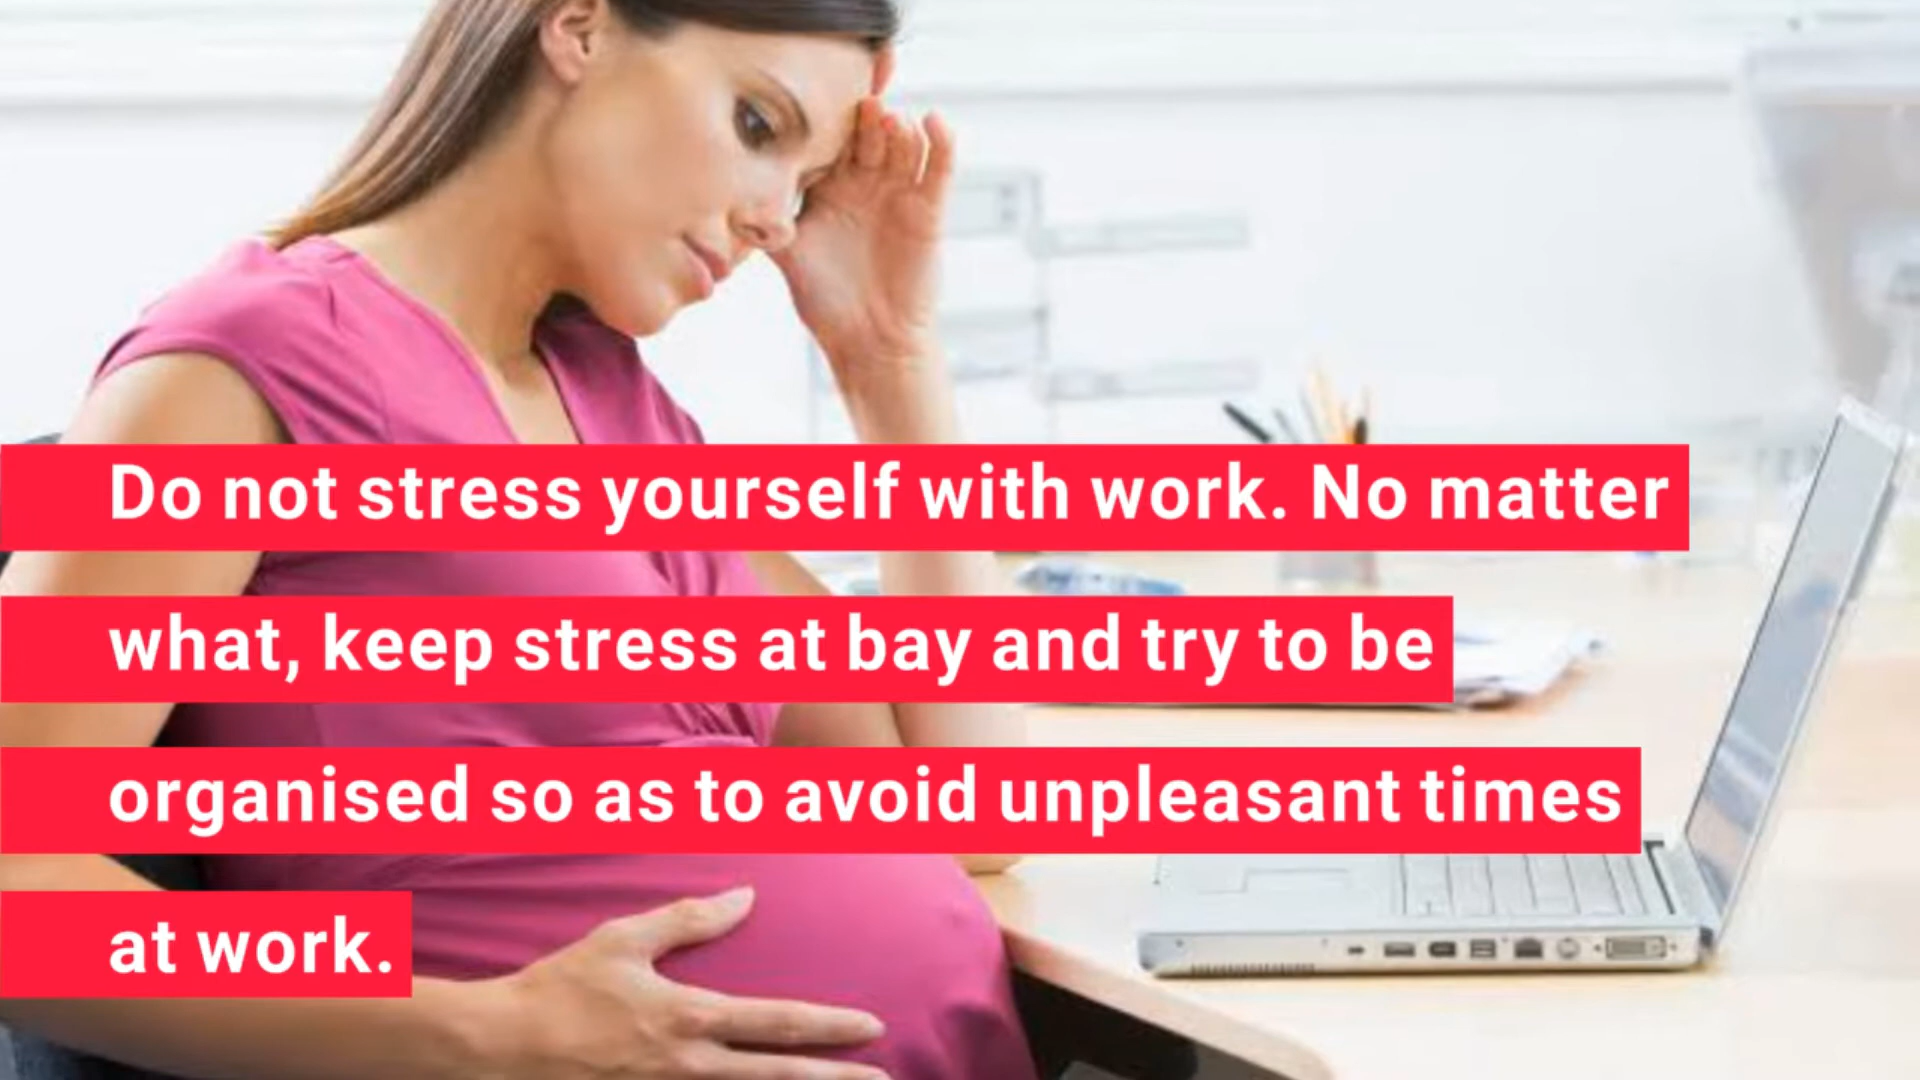 Do not stress yourself with work. No matter
what, keep stress at bay and try to be
organised so as to avoid unpleasant times
at work.